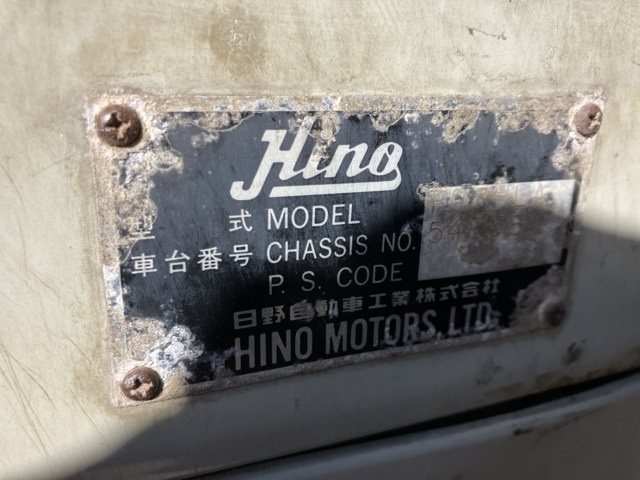 Hino
型式 MODEL
車台番号 CHASSIS NO.
P. S. CODE
日野自動車工業株式会社
HINO MOTORS, LTD.